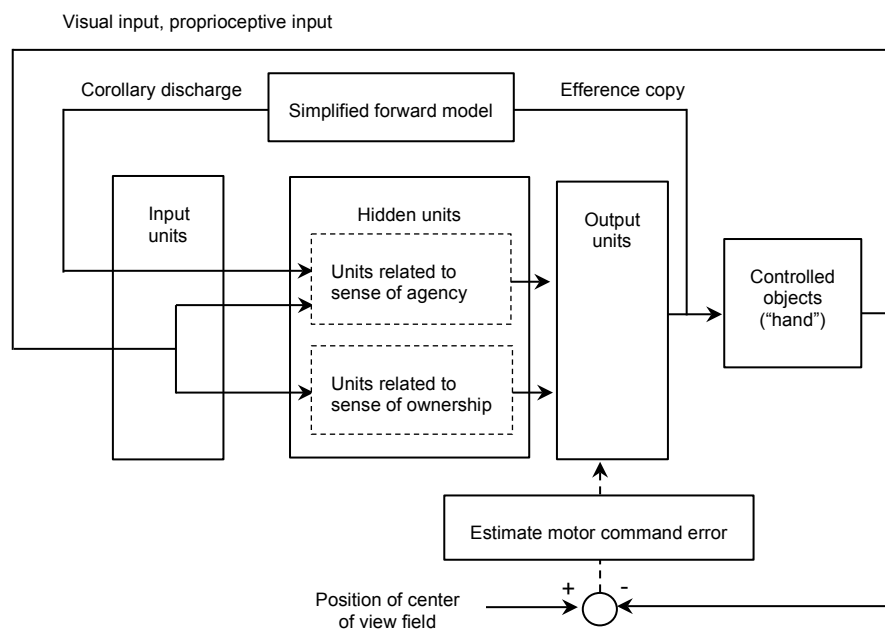 Visual input, proprioceptive input
Corollary discharge
Simplified forward model
Efference copy
Input
units
Hidden units
Units related to
sense of agency
Units related to
sense of ownership
Output
units
Controlled
objects
(“hand”)
Estimate motor command error
+
-
Position of center
of view field